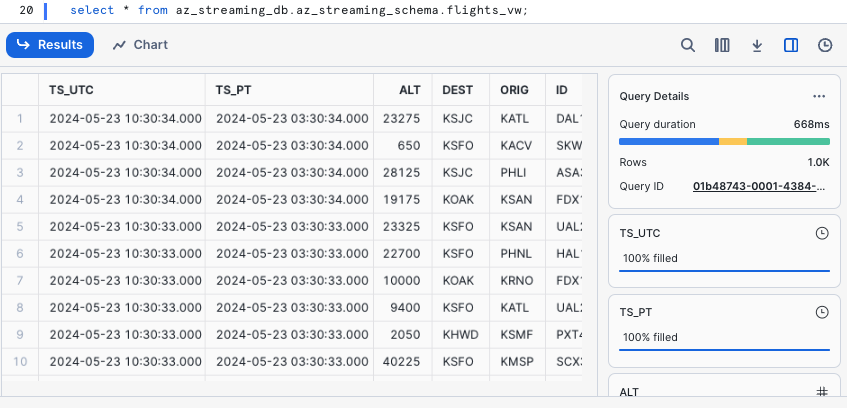 20 select * from az_streaming_db.az_streaming_schema.flights_vw;
Results Chart
TS_UTC TS_PT ALT DEST ORIG ID
1 2024-05-23 10:30:34.000 2024-05-23 03:30:34.000 23275 KSJC KATL DAL
2 2024-05-23 10:30:34.000 2024-05-23 03:30:34.000 650 KSFO KACV SKW
3 2024-05-23 10:30:34.000 2024-05-23 03:30:34.000 28125 KSJC PHLI ASA
4 2024-05-23 10:30:34.000 2024-05-23 03:30:34.000 19175 KOAK KSAN FDX
5 2024-05-23 10:30:33.000 2024-05-23 03:30:33.000 23325 KSFO KSAN UAL
6 2024-05-23 10:30:33.000 2024-05-23 03:30:33.000 22700 KSFO PHNL HAL
7 2024-05-23 10:30:33.000 2024-05-23 03:30:33.000 10000 KOAK KRNO FDX
8 2024-05-23 10:30:33.000 2024-05-23 03:30:33.000 9400 KSFO KATL UAL
9 2024-05-23 10:30:33.000 2024-05-23 03:30:33.000 2050 KHWD KSMF PXT
10 2024-05-23 10:30:33.000 2024-05-23 03:30:33.000 40225 KSFO KMSP SCX
Query Details ...
Query duration 668ms
Rows 1.0K
Query ID 01b48743-0001-4384-...
TS_UTC
100% filled
TS_PT
100% filled
ALT #